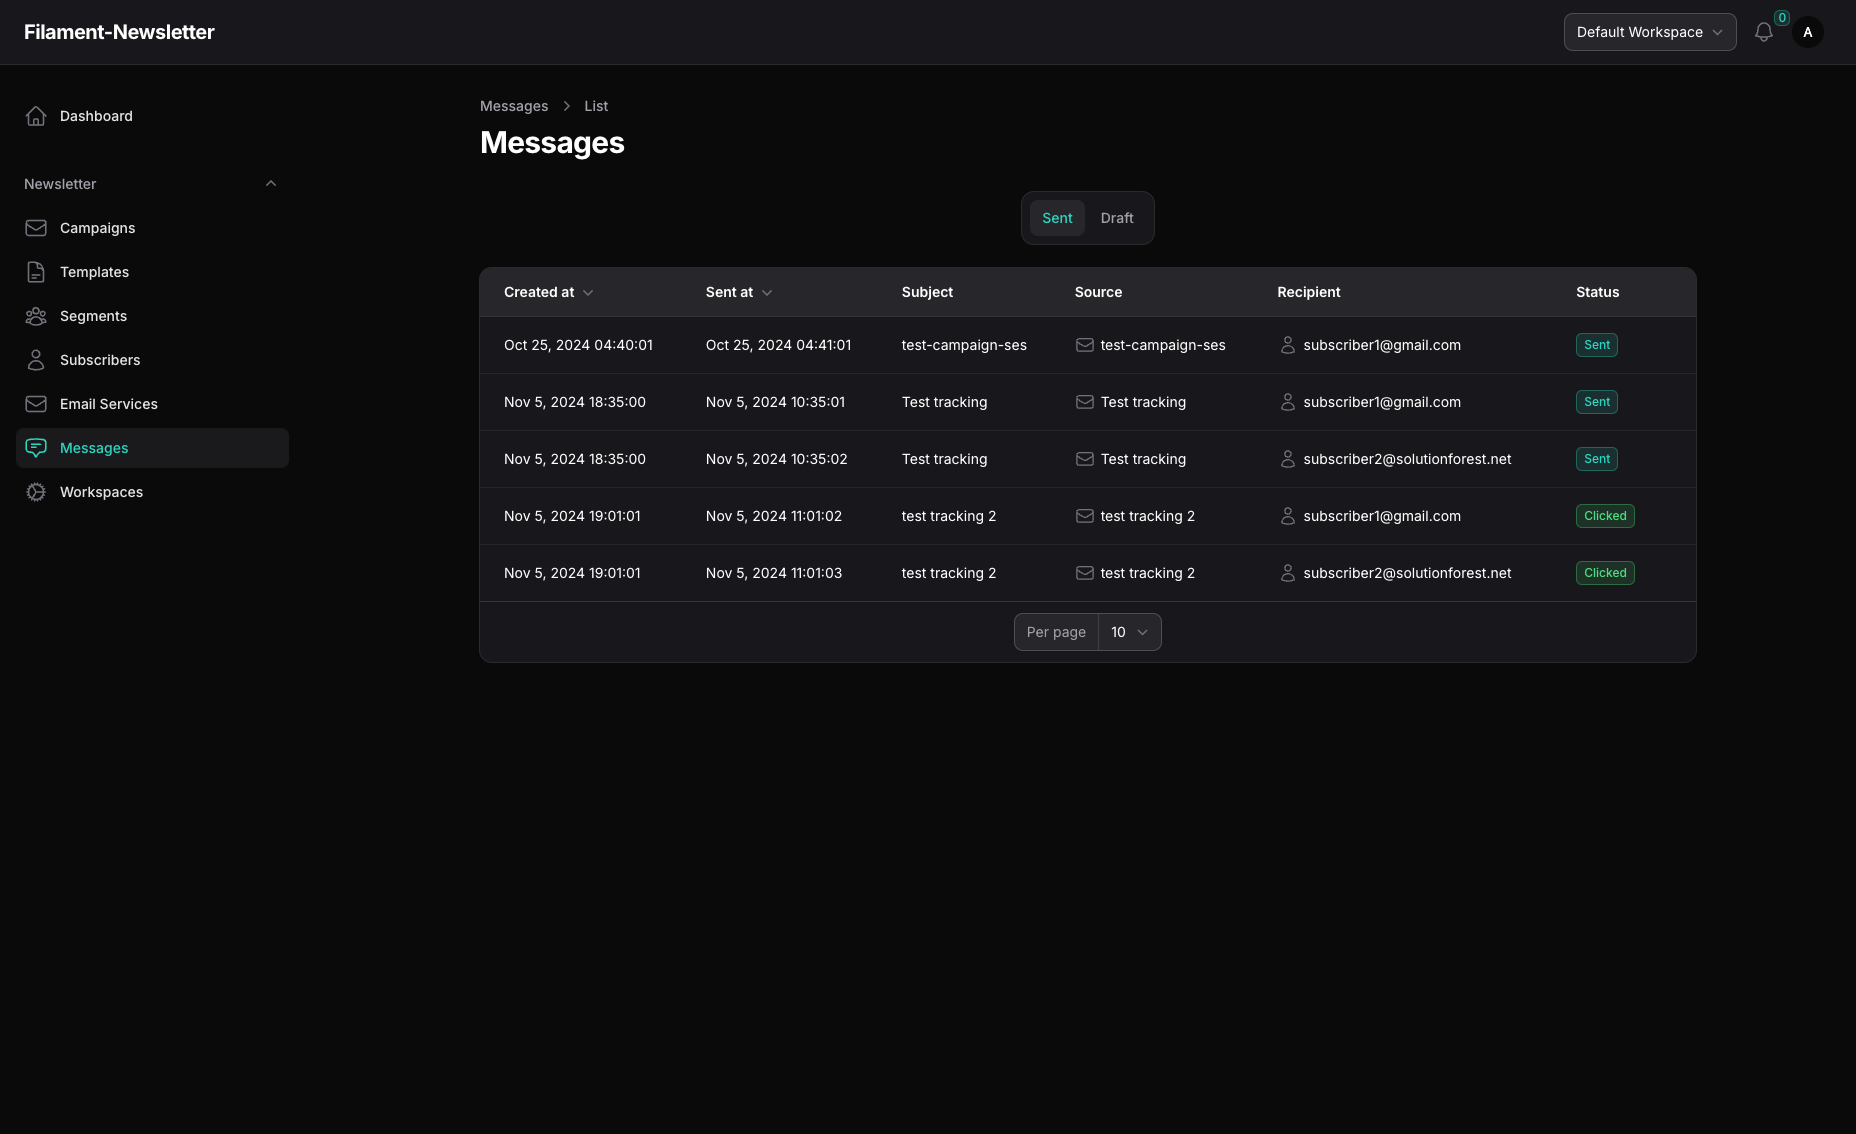 Filament-Newsletter
Default Workspace
0
A
Dashboard
Newsletter
Campaigns
Templates
Segments
Subscribers
Email Services
Messages
Workspaces
Messages List
Messages
Sent Draft
Created at Sent at Subject Source Recipient Status
Oct 25, 2024 04:40:01 Oct 25, 2024 04:41:01 test-campaign-ses test-campaign-ses subscriber1@gmail.com Sent
Nov 5, 2024 18:35:00 Nov 5, 2024 10:35:01 Test tracking Test tracking subscriber1@gmail.com Sent
Nov 5, 2024 18:35:00 Nov 5, 2024 10:35:02 Test tracking Test tracking subscriber2@solutionforest.net Sent
Nov 5, 2024 19:01:01 Nov 5, 2024 11:01:02 test tracking 2 test tracking 2 subscriber1@gmail.com Clicked
Nov 5, 2024 19:01:01 Nov 5, 2024 11:01:03 test tracking 2 test tracking 2 subscriber2@solutionforest.net Clicked
Per page 10